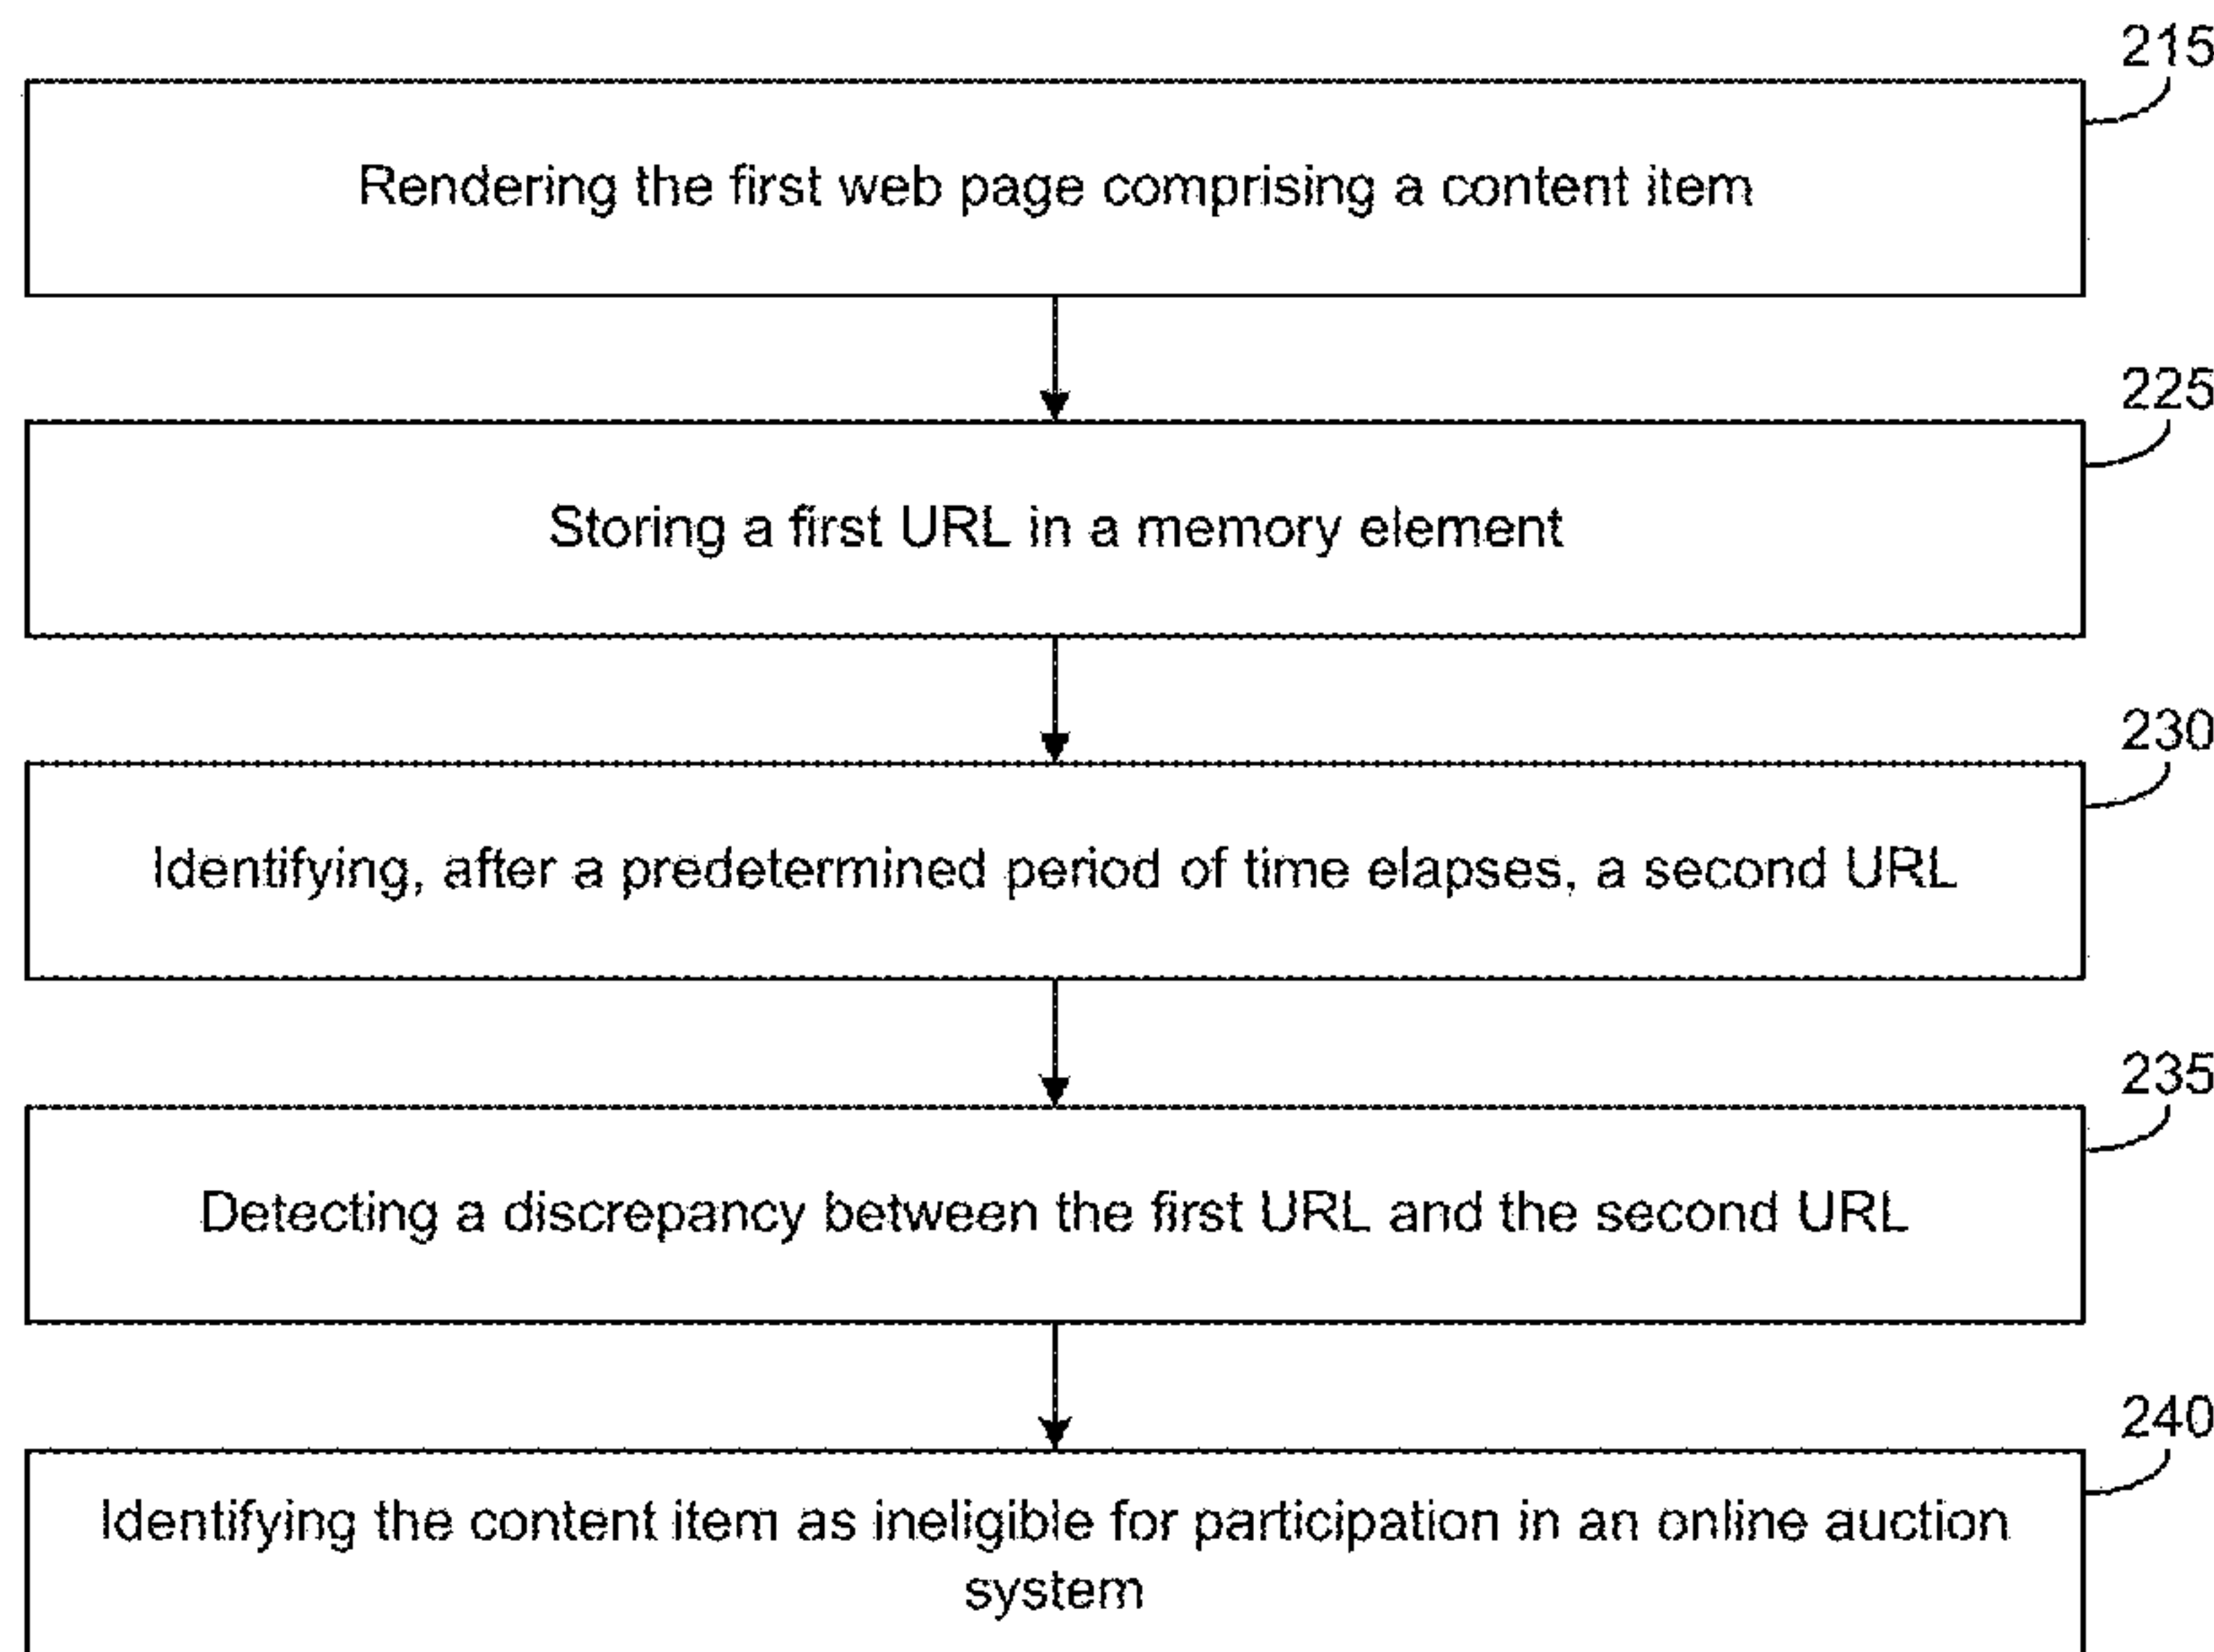 215
Rendering the first web page comprising a content item
225
Storing a first URL in a memory element
230
Identifying, after a predetermined period of time elapses, a second URL
235
Detecting a discrepancy between the first URL and the second URL
240
Identifying the content item as ineligible for participation in an online auction
system